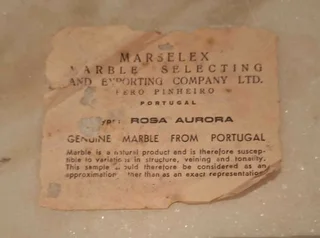 MARSELEX
MARBLE SELECTING
AND EXPORTING COMPANY LTD.
PERO PINHEIRO
PORTUGAL
Type: ROSA AURORA
GENUINE MARBLE FROM PORTUGAL
Marble is a natural product and is therefore suscep-
tible to variations in structure, veining and tonality.
This sample should therefore be considered as an
approximation rather than as an exact representation.